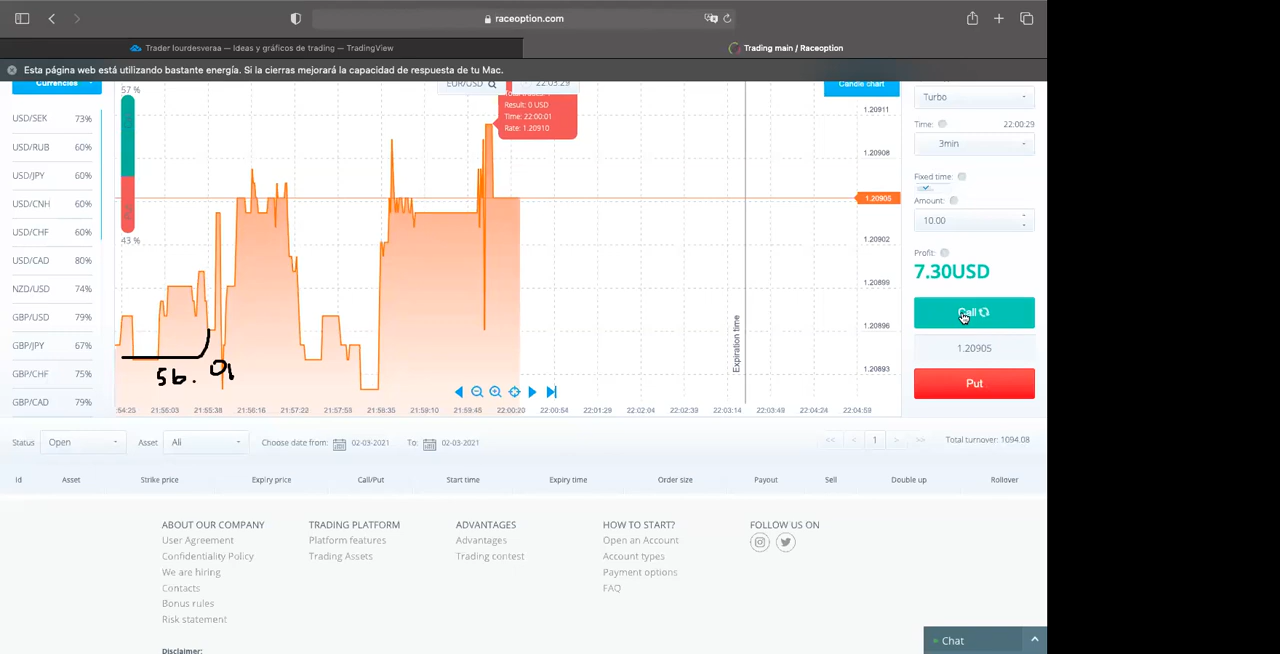 raceoption.com
Trader lourdesveraa — Ideas y gráficos de trading — TradingView
Trading main / Raceoption
Esta página web está utilizando bastante energía. Si la cierras mejorará la capacidad de respuesta de tu Mac.
Currencies
57 %
EUR/USD
22:03:29
Candle chart
Turbo
USD/SEK 73%
USD/RUB 60%
USD/JPY 60%
USD/CNH 60%
USD/CHF 60%
USD/CAD 80%
NZD/USD 74%
GBP/USD 79%
GBP/JPY 67%
GBP/CHF 75%
GBP/CAD 79%
43 %
Result: 0 USD
Time: 22:00:01
Rate: 1.20910
1.20911
1.20908
1.20905
1.20902
1.20899
1.20896
1.20893
Expiration time
56.01
:54:25 21:55:03 21:55:38 21:56:16 21:57:22 21:57:58 21:58:35 21:59:10 21:59:45 22:00:20 22:00:54 22:01:29 22:02:04 22:02:39 22:03:14 22:03:49 22:04:24 22:04:59
Time: 22:00:29
3min
Fixed time:
Amount:
10.00
Profit:
7.30USD
Call
1.20905
Put
Status Open Asset All Choose date from: 02-03-2021 To: 02-03-2021 << < 1 > >> Total turnover: 1094.08
Id Asset Strike price Expiry price Call/Put Start time Expiry time Order size Payout Sell Double up Rollover
ABOUT OUR COMPANY
User Agreement
Confidentiality Policy
We are hiring
Contacts
Bonus rules
Risk statement
TRADING PLATFORM
Platform features
Trading Assets
ADVANTAGES
Advantages
Trading contest
HOW TO START?
Open an Account
Account types
Payment options
FAQ
FOLLOW US ON
Disclaimer:
Chat